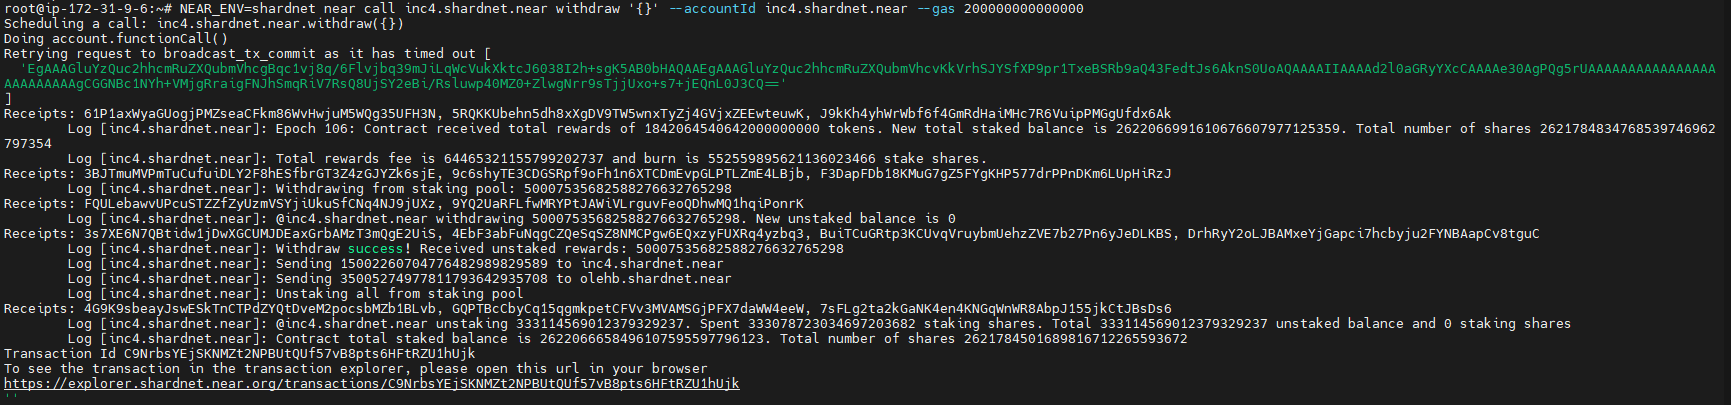 root@ip-172-31-9-6:~# NEAR_ENV=shardnet near call inc4.shardnet.near withdraw '{}' --accountId inc4.shardnet.near --gas 200000000000000
Scheduling a call: inc4.shardnet.near.withdraw({})
Doing account.functionCall()
Retrying request to broadcast_tx_commit as it has timed out [
'EgAAAGluYzQuc2hhcmRuZXQubmVhcgBqc1vj8q/6Flvjbq39mJiLqWcVukXktcJ6038I2h+sgK5AB0bHAQAAEgAAAGluYzQuc2hhcmRuZXQubmVhcvKkVrhSJYSfXP9pr1TxeBSRb9aQ43FedtJs6AknS0UoAQAAAAIIAAAAd2l0aGRyYXcCAAAAe30AgPQg5rUAAAAAAAAAAAAAAAA
AAAAAAAAAAgCGGNBc1NYh+VMjgRraigFNJhSmqRiV7RsQ8UjSY2eBi/Rsluwp40MZ0+ZlwgNrr9sTjjUxo+s7+jEQnL0J3CQ=='
]
Receipts: 61P1axWyaGUogjPMZseaCFkm86WvHwjuM5WQg35UFH3N, 5RQKKUbehn5dh8xXgDV9TW5wnxTyZj4GVjxZEEwteuwK, J9kKh4yhWrWbf6f4GmRdHaiMHc7R6VuipPMGgUfdx6Ak
Log [inc4.shardnet.near]: Epoch 106: Contract received total rewards of 1842064540642000000000 tokens. New total staked balance is 2622066991610676607977125359. Total number of shares 2621784834768539746962
797354
Log [inc4.shardnet.near]: Total rewards fee is 64465321155799202737 and burn is 552559895621136023466 stake shares.
Receipts: 3BJTmuMVPmTuCufuiDLY2F8hESfbrGT3Z4zGJYZk6sjE, 9c6shyTE3CDGSRpf9oFh1n6XTCDmEvpGLPTLZmE4LBjb, F3DapFDb18KMuG7gZ5FYgKHP577drPPnDKm6LUpHiRzJ
Log [inc4.shardnet.near]: Withdrawing from staking pool: 50007535682588276632765298
Receipts: FQULebawvUPcuSTZZfZyUzmVSYjiUkuSfCNq4NJ9jUXz, 9YQ2UaRFLfwMRYPtJAWiVLrguvFeoQDhwMQ1hqiPonrK
Log [inc4.shardnet.near]: @inc4.shardnet.near withdrawing 50007535682588276632765298. New unstaked balance is 0
Receipts: 3s7XE6N7QBtidw1jDwXGCUMJDEaxGrbAMzT3mQgE2UiS, 4EbF3abFuNqgCZQeSqSZ8NMCPgw6EQxzyFUXRq4yzbq3, BuiTCuGRtp3KCUvqVruybmUehzZVE7b27Pn6yJeDLKBS, DrhRyY2oLJBAMxeYjGapci7hcbyju2FYNBAapCv8tguC
Log [inc4.shardnet.near]: Withdraw success! Received unstaked rewards: 50007535682588276632765298
Log [inc4.shardnet.near]: Sending 15002260704776482989829589 to inc4.shardnet.near
Log [inc4.shardnet.near]: Sending 35005274977811793642935708 to olehb.shardnet.near
Log [inc4.shardnet.near]: Unstaking all from staking pool
Receipts: 4G9K9sbeayJswESkTnCTPdZYQtDveM2pocsbMZb1BLvb, GQPTBcCbyCq15qgmkpetCFVv3MVAMSGjPFX7daWW4eeW, 7sFLg2ta2kGaNK4en4KNGqWnWR8AbpJ155jkCtJBsDs6
Log [inc4.shardnet.near]: @inc4.shardnet.near unstaking 333114569012379329237. Spent 333078723034697203682 staking shares. Total 333114569012379329237 unstaked balance and 0 staking shares
Log [inc4.shardnet.near]: Contract total staked balance is 2622066658496107595597796123. Total number of shares 2621784501689816712265593672
Transaction Id C9NrbsYEjSKNMZt2NPBUtQUf57vB8pts6HFtRZU1hUjk
To see the transaction in the transaction explorer, please open this url in your browser
https://explorer.shardnet.near.org/transactions/C9NrbsYEjSKNMZt2NPBUtQUf57vB8pts6HFtRZU1hUjk
''